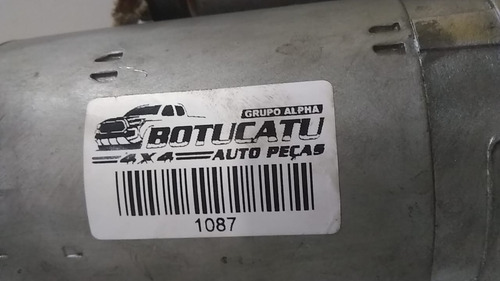 GRUPO ALPHA
BOTUCATU
4X4 AUTO PEÇAS
1087